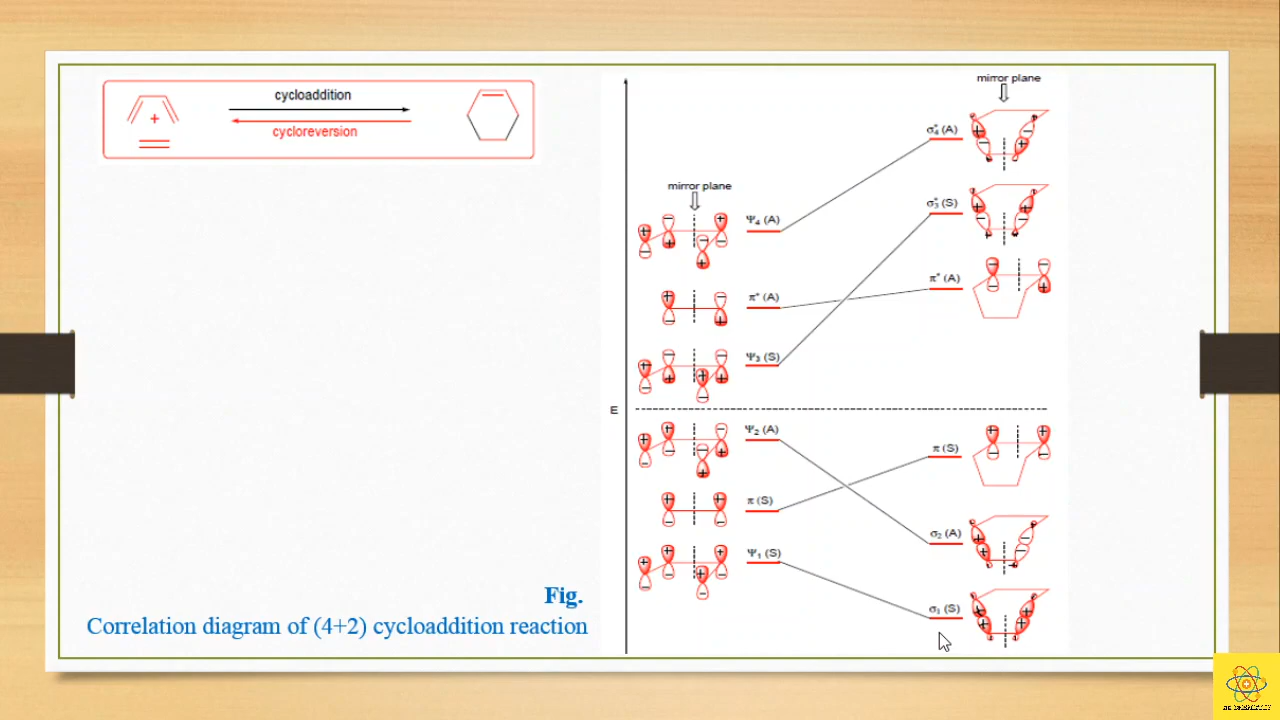 cycloaddition
+
cycloreversion
mirror plane
σ*4 (A)
mirror plane
Ψ4 (A)
σ*3 (S)
π* (A)
π* (A)
Ψ3 (S)
E
Ψ2 (A)
π (S)
π (S)
σ2 (A)
Ψ1 (S)
σ1 (S)
Fig.
Correlation diagram of (4+2) cycloaddition reaction